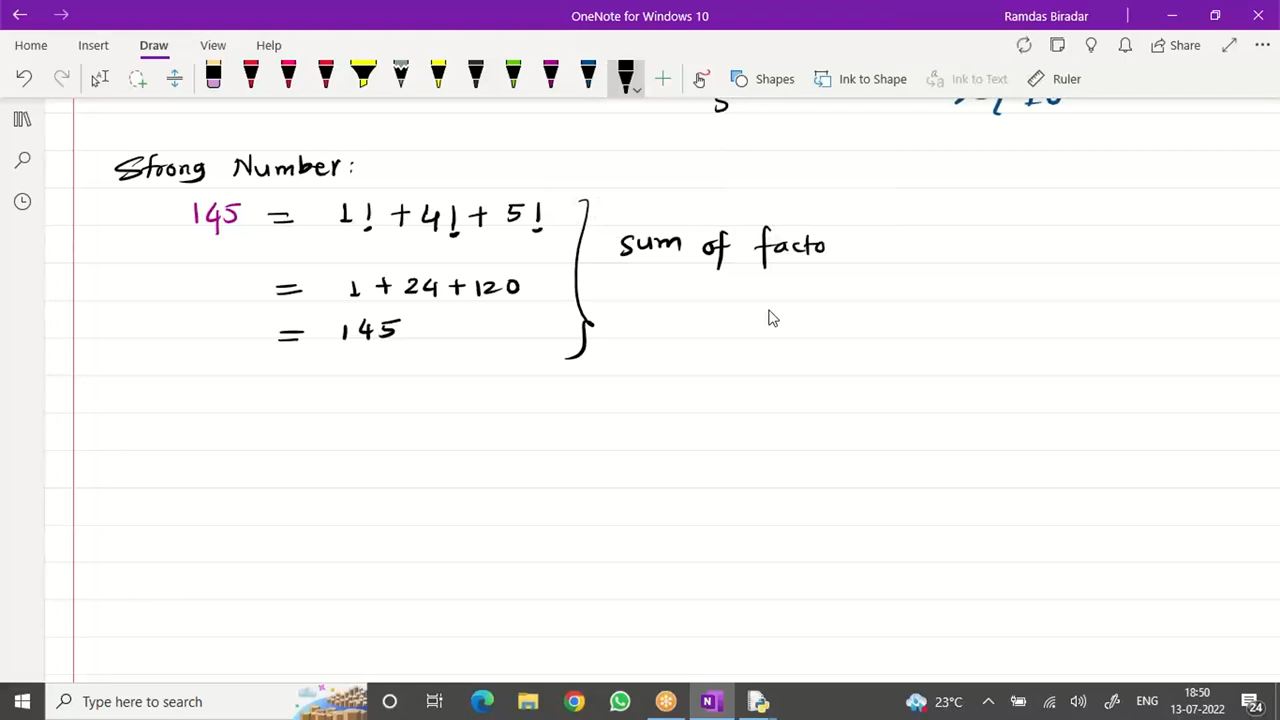 OneNote for Windows 10
Ramdas Biradar
Home Insert Draw View Help
Share
Shapes Ink to Shape Ink to Text Ruler
Strong Number:
145 = 1! + 4! + 5!
sum of facto
= 1 + 24 + 120
= 145
Type here to search
23°C
ENG
18:50
13-07-2022
24